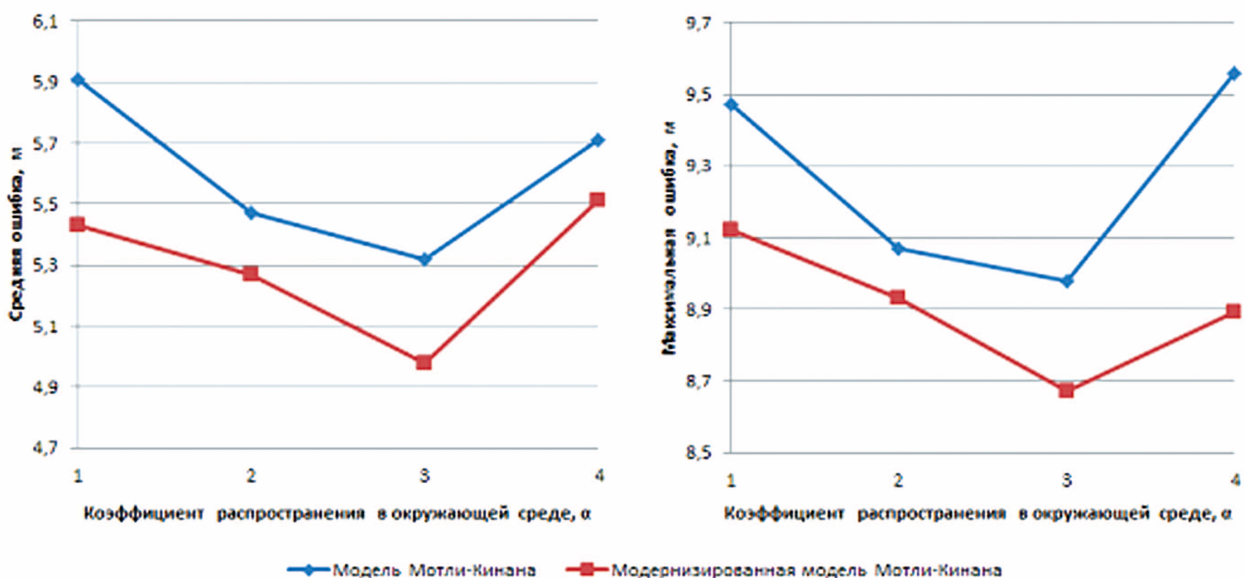 6,1
5,9
5,7
5,5
5,3
5,1
4,9
4,7
Средняя ошибка, м
1 2 3 4
Коэффициент распространения в окружающей среде, α
9,7
9,5
9,3
9,1
8,9
8,7
8,5
Максимальная ошибка, м
1 2 3 4
Коэффициент распространения в окружающей среде, α
Модель Мотли-Кинана Модернизированная модель Мотли-Кинана